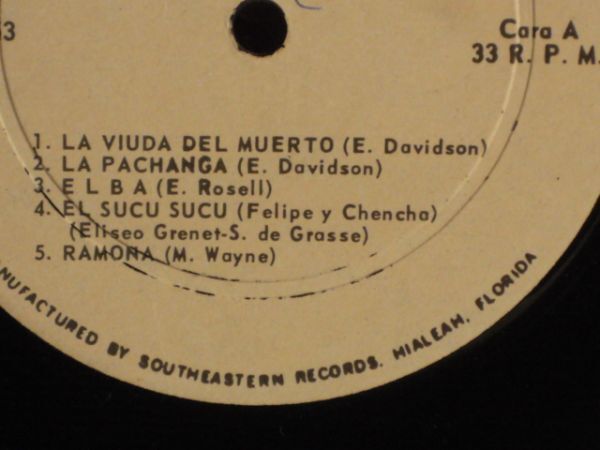 53
Cara A
33 R. P. M.
1. LA VIUDA DEL MUERTO (E. Davidson)
2. LA PACHANGA (E. Davidson)
3. E L B A (E. Rosell)
4. EL SUCU SUCU (Felipe y Chencha)
(Eliseo Grenet-S. de Grasse)
5. RAMONA (M. Wayne)
NUFACTURED BY SOUTHEASTERN RECORDS. HIALEAH, FLORIDA